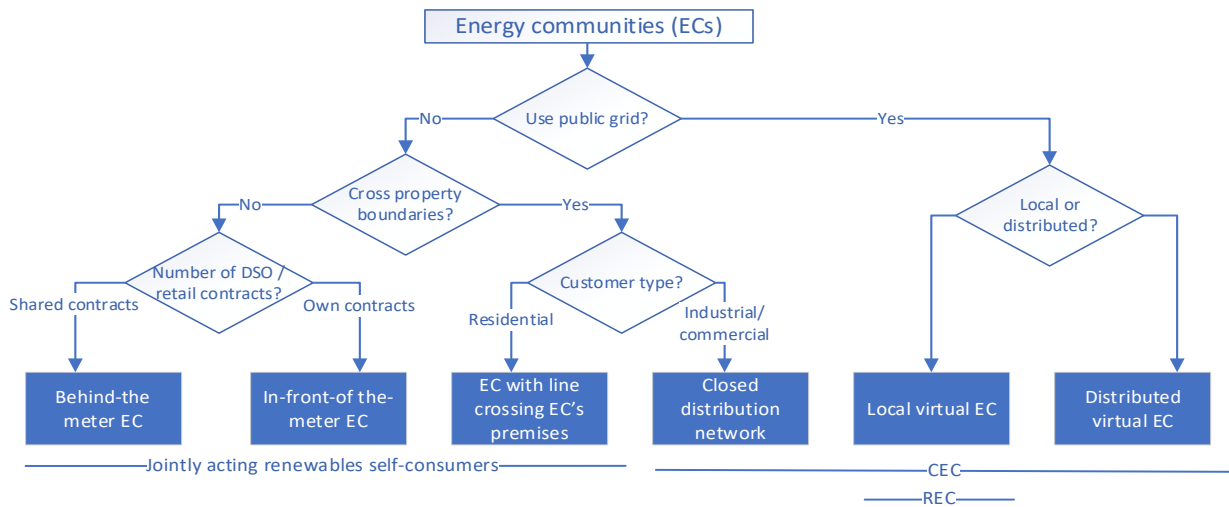 Energy communities (ECs)
Use public grid?
No
Yes
Cross property
boundaries?
Local or
distributed?
No
Yes
Number of DSO /
retail contracts?
Customer type?
Shared contracts
Own contracts
Residential
Industrial/
commercial
Behind-the
meter EC
In-front-of the-
meter EC
EC with line
crossing EC’s
premises
Closed
distribution
network
Local virtual EC
Distributed
virtual EC
Jointly acting renewables self-consumers
CEC
REC